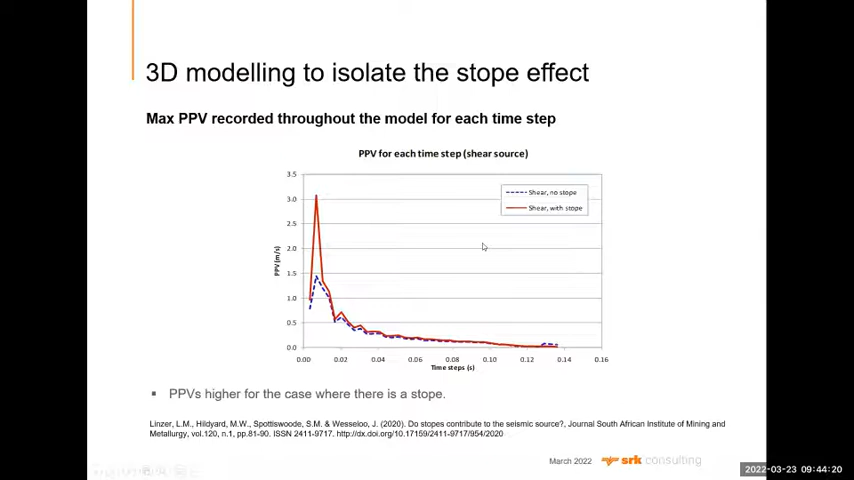 3D modelling to isolate the stope effect
Max PPV recorded throughout the model for each time step
PPV for each time step (shear source)
3.5
3.0
2.5
2.0
1.5
1.0
0.5
0.0
PPV (m/s)
Shear, no stope
Shear, with stope
0.00 0.02 0.04 0.06 0.08 0.10 0.12 0.14 0.16
Time steps (s)
▪ PPVs higher for the case where there is a stope.
Linzer, L.M., Hildyard, M.W., Spottiswoode, S.M. & Wesseloo, J. (2020). Do stopes contribute to the seismic source?, Journal South African Institute of Mining and
Metallurgy, vol.120, n.1, pp.81-90. ISSN 2411-9717. http://dx.doi.org/10.17159/2411-9717/954/2020
March 2022 srk consulting
2022-03-23 09:44:20